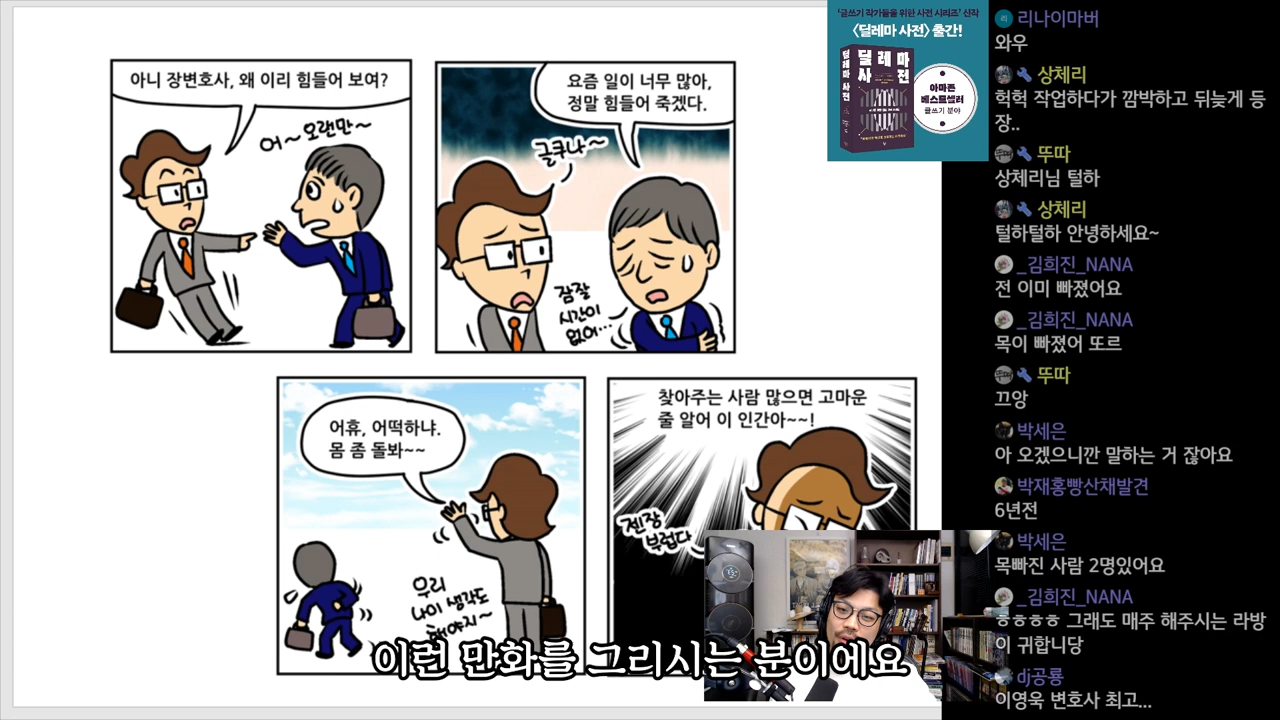 아니 장변호사, 왜 이리 힘들어 보여?
어~ 오랜만~
요즘 일이 너무 많아,
정말 힘들어 죽겠다.
글쿠나~
잠잘
시간이
없어...
어휴, 어떡하냐.
몸 좀 돌봐~~
우리
나이 생각도
해야지~
찾아주는 사람 많으면 고마운
줄 알어 이 인간아~~!
젠장
부럽다
이런 만화를 그리시는 분이에요
'글쓰기 작가들을 위한 사전 시리즈' 신작
〈딜레마 사전〉 출간!
딜레마 사전
딜레마
사전
아마존
베스트셀러
글쓰기 분야
리
리나이마버
와우
상체리
헉헉 작업하다가 깜박하고 뒤늦게 등
장..
뚜따
상체리님 털하
상체리
털하털하 안녕하세요~
_김희진_NANA
전 이미 빠졌어요
_김희진_NANA
목이 빠졌어 또르
뚜따
끄앙
박세은
아 오겠으니깐 말하는 거 잖아요
박재홍빵산채발견
6년전
박세은
목빠진 사람 2명있어요
_김희진_NANA
ㅎㅎㅎㅎ 그래도 매주 해주시는 라방
이 귀합니당
dj공룡
이영욱 변호사 최고...